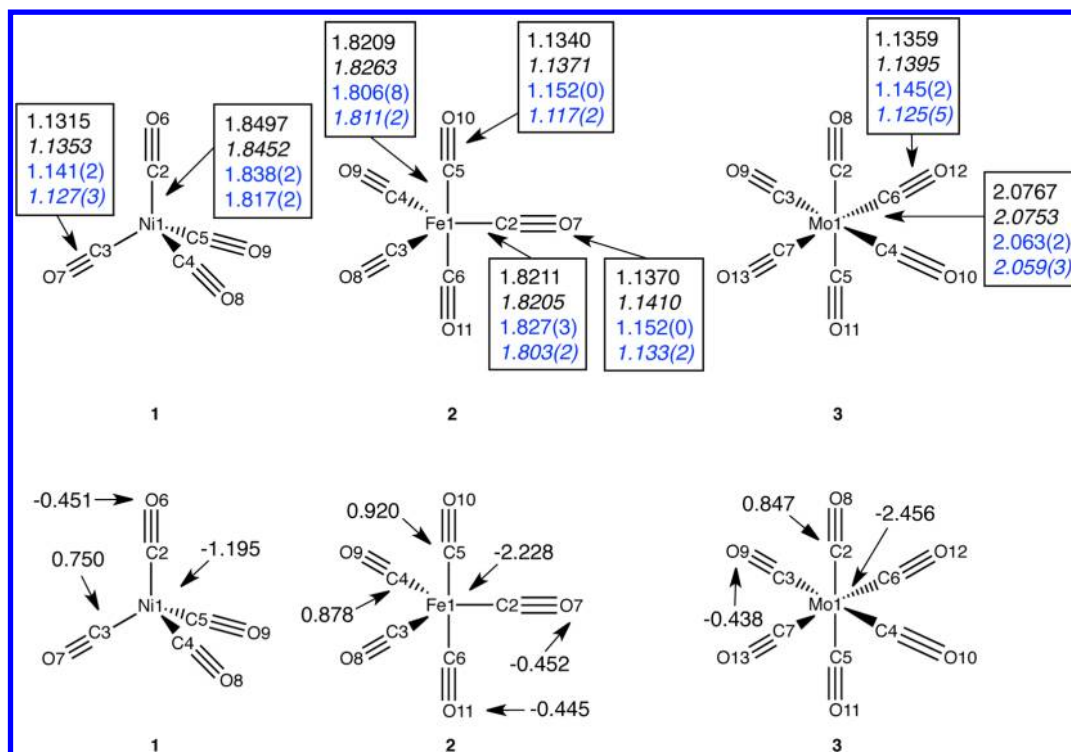 1.1315
1.1353
1.141(2)
1.127(3)
O6
C2
Ni1
C3
O7
C5
O9
C4
O8
1.8497
1.8452
1.838(2)
1.817(2)
1
1.8209
1.8263
1.806(8)
1.811(2)
1.1340
1.1371
1.152(0)
1.117(2)
O10
C5
O9
C4
Fe1
C2
O7
C3
O8
C6
O11
1.8211
1.8205
1.827(3)
1.803(2)
1.1370
1.1410
1.152(0)
1.133(2)
2
1.1359
1.1395
1.145(2)
1.125(5)
O8
C2
O9
C3
C6
O12
Mo1
C7
O13
C4
O10
C5
O11
2.0767
2.0753
2.063(2)
2.059(3)
3
-0.451
O6
C2
0.750
-1.195
Ni1
C3
O7
C5
O9
C4
O8
1
0.920
O10
C5
-2.228
O9
C4
Fe1
C2
O7
0.878
C3
O8
-0.452
C6
O11
-0.445
2
0.847
O8
C2
-2.456
O9
C3
C6
O12
Mo1
-0.438
C7
O13
C4
O10
C5
O11
3